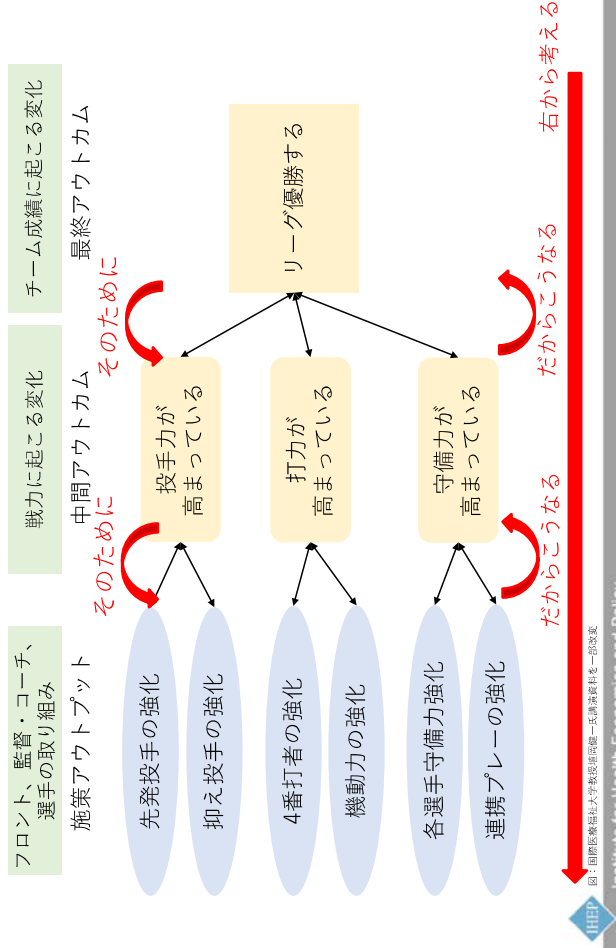 フロント、監督・コーチ、
選手の取り組み
戦力に起こる変化
チーム成績に起こる変化
施策アウトプット
中間アウトカム
最終アウトカム
そのために
そのために
先発投手の強化
抑え投手の強化
4番打者の強化
機動力の強化
各選手守備力強化
連携プレーの強化
投手力が
高まっている
打力が
高まっている
守備力が
高まっている
リーグ優勝する
だからこうなる
だからこうなる
右から考える
図：国際医療福祉大学教授埴岡健一氏講演資料を一部改変
IHEP